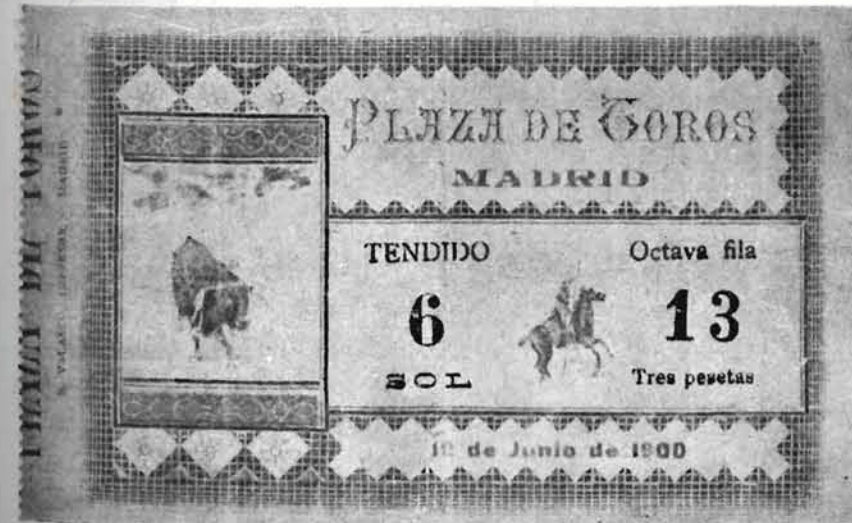 PLAZA DE TOROS
MADRID
TENDIDO
6
SOL
Octava fila
13
Tres pesetas
de Junio de 1900
PLAZA DE TOROS
Madrid